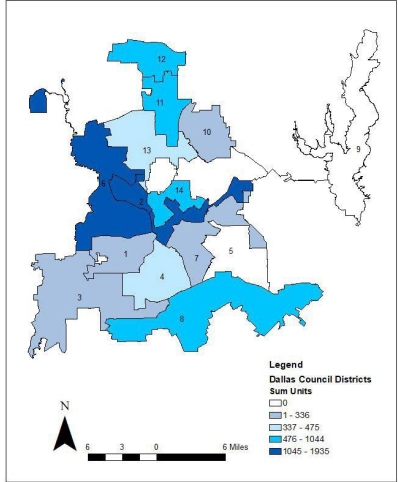 12
11
10
13
9
6
14
2
1
7
5
4
3
8
Legend
Dallas Council Districts
Sum Units
0
1 - 336
337 - 475
476 - 1044
1045 - 1935
N
6 3 0 6 Miles